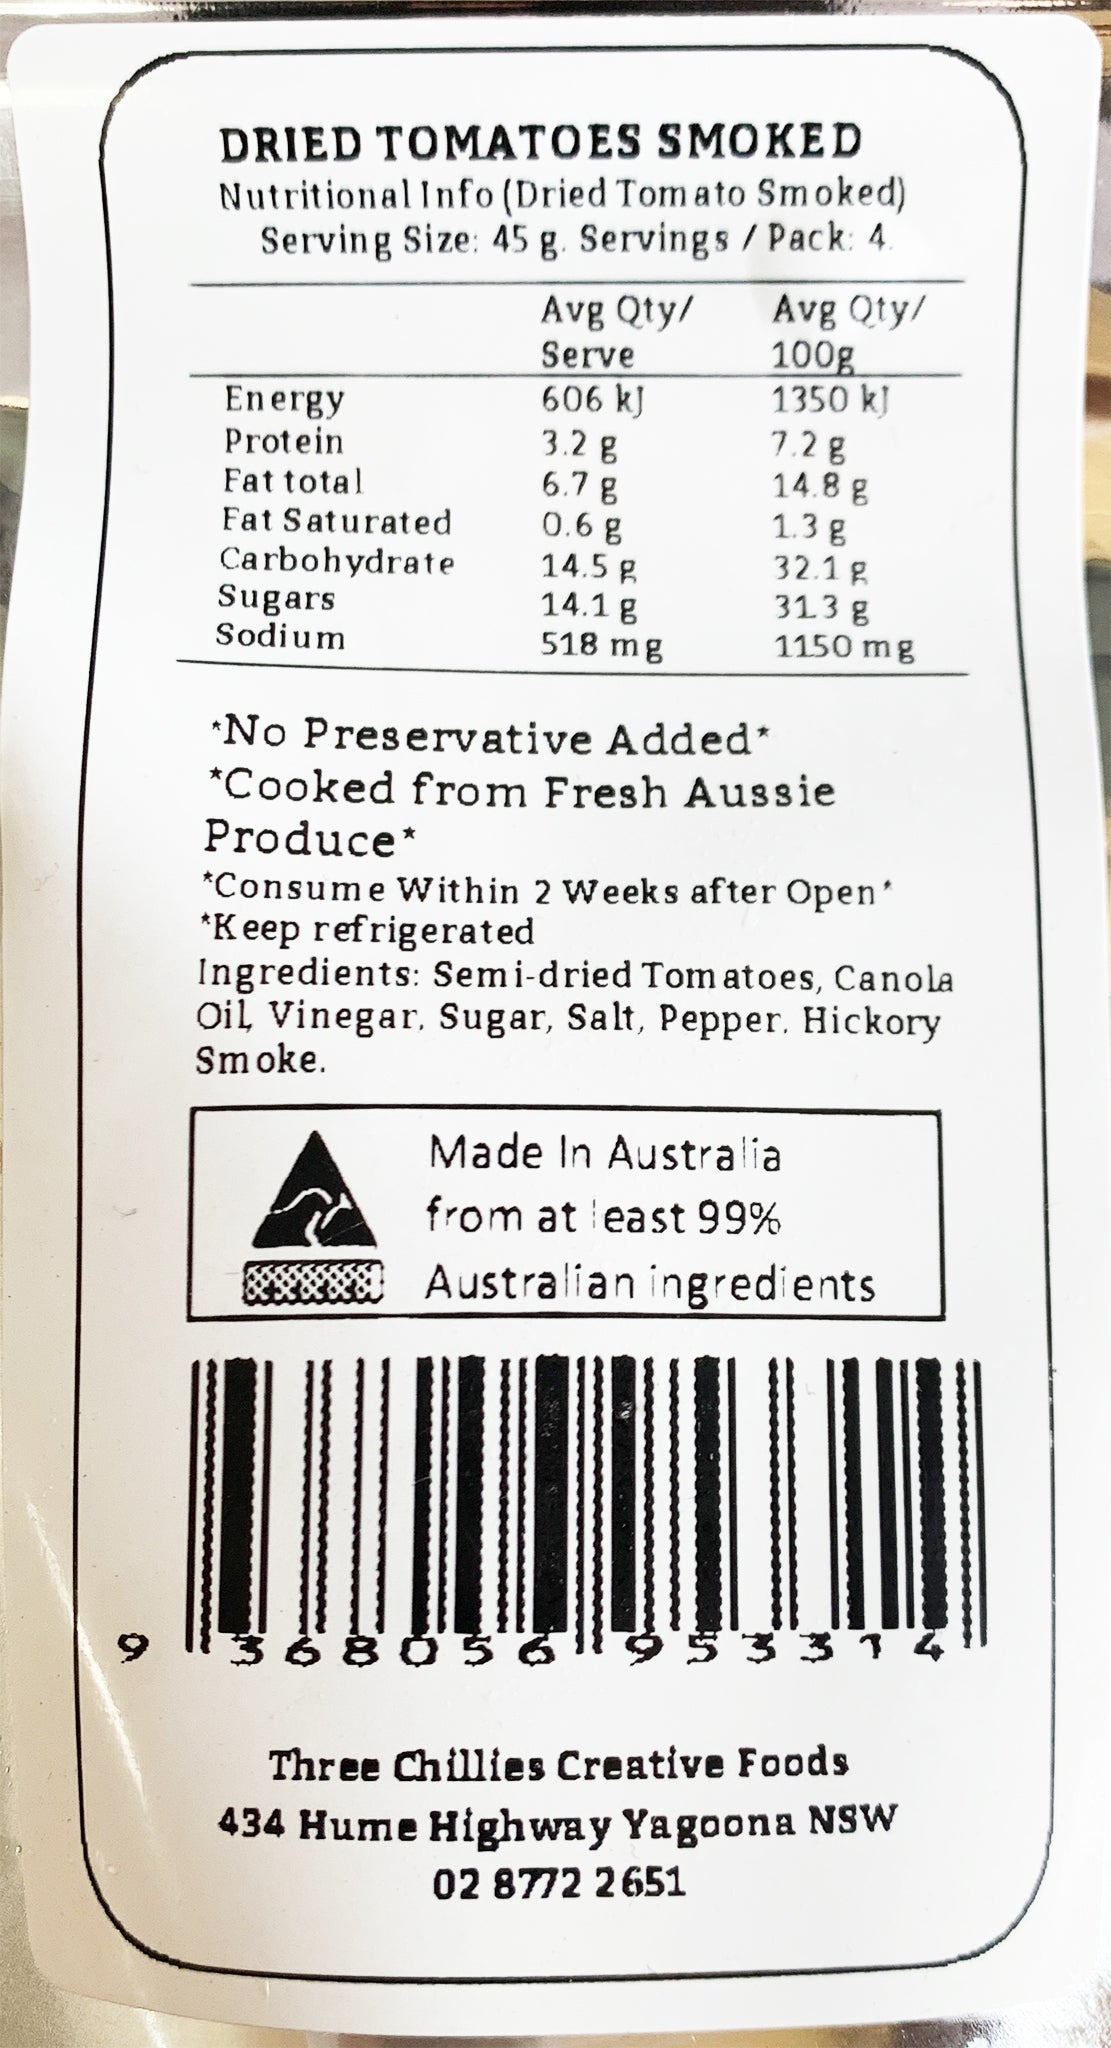 DRIED TOMATOES SMOKED
Nutritional Info (Dried Tomato Smoked)
Serving Size: 45 g. Servings / Pack: 4.
Avg Qty/ Avg Qty/
Serve 100g
Energy 606 kJ 1350 kJ
Protein 3.2 g 7.2 g
Fat total 6.7 g 14.8 g
Fat Saturated 0.6 g 1.3 g
Carbohydrate 14.5 g 32.1 g
Sugars 14.1 g 31.3 g
Sodium 518 mg 1150 mg
*No Preservative Added*
*Cooked from Fresh Aussie
Produce*
*Consume Within 2 Weeks after Open*
*Keep refrigerated
Ingredients: Semi-dried Tomatoes, Canola
Oil, Vinegar, Sugar, Salt, Pepper. Hickory
Smoke.
Made In Australia
from at least 99%
Australian ingredients
9 368056 953314
Three Chillies Creative Foods
434 Hume Highway Yagoona NSW
02 8772 2651